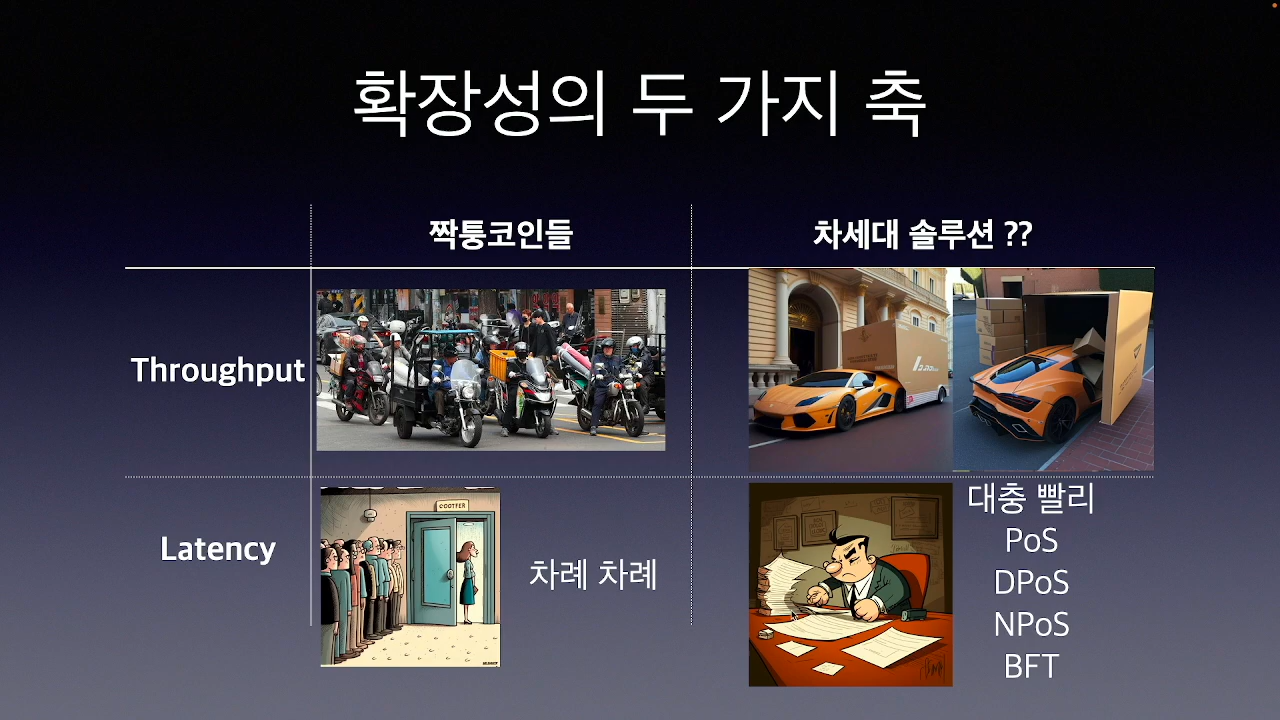 확장성의 두 가지 축
짝퉁코인들
차세대 솔루션 ??
Throughput
Latency
COOTFER
차례 차례
대충 빨리
PoS
DPoS
NPoS
BFT